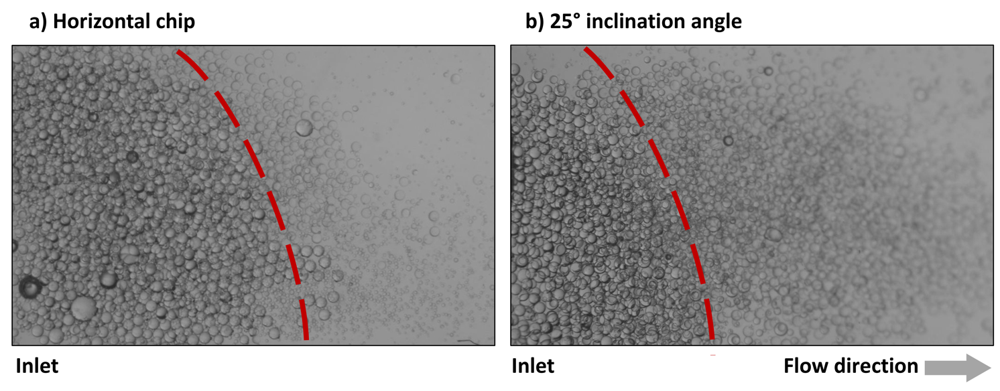 a) Horizontal chip
b) 25° inclination angle
Inlet
Inlet
Flow direction